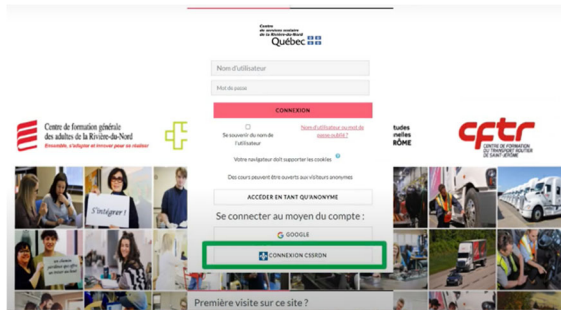 Centre
de services scolaire
de la Rivière-du-Nord
Québec
Nom d'utilisateur
Mot de passe
CONNEXION
Se souvenir du nom de
l'utilisateur
Nom d'utilisateur ou mot de
passe oublié ?
Votre navigateur doit supporter les cookies
Des cours peuvent être ouverts aux visiteurs anonymes
ACCÉDER EN TANT QU'ANONYME
Se connecter au moyen du compte :
GOOGLE
CONNEXION CSSRDN
Première visite sur ce site ?
Centre de formation générale
des adultes de la Rivière-du-Nord
Ensemble, s'adapter et innover pour se réaliser
S'intégrer !
tudes
nnelles
RÔME
cftr
CENTRE DE FORMATION
DU TRANSPORT ROUTIER
DE SAINT-JÉRÔME